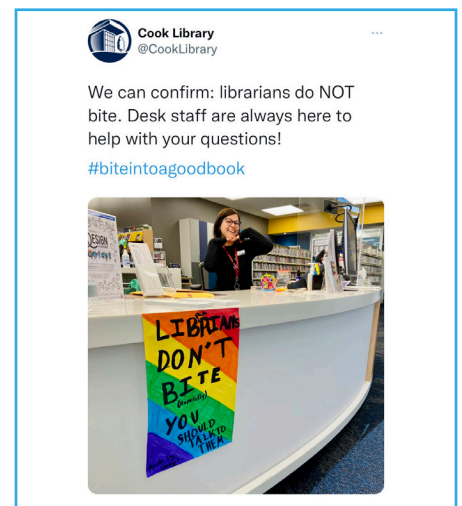 Cook Library
@CookLibrary
We can confirm: librarians do NOT
bite. Desk staff are always here to
help with your questions!
#biteintoagoodbook
LIBRARIANS
DON'T
BITE
YOU
SHOULD
TALK TO
THEM